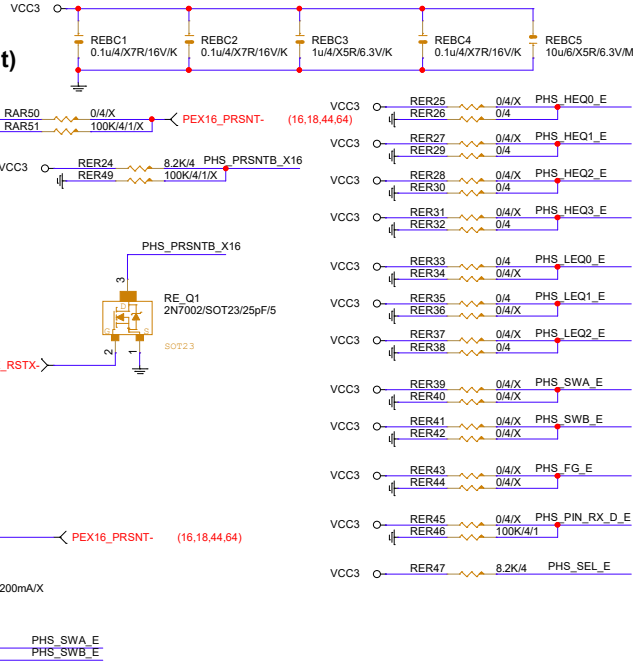 VCC3
REBC1
0.1u/4/X7R/16V/K
REBC2
0.1u/4/X7R/16V/K
REBC3
1u/4/X5R/6.3V/K
REBC4
0.1u/4/X7R/16V/K
REBC5
10u/6/X5R/6.3V/M
t)
RAR50 0/4/X
RAR51 100K/4/1/X
PEX16_PRSNT- (16,18,44,64)
VCC3 RER24 8.2K/4 PHS_PRSNTB_X16
RER49 100K/4/1/X
PHS_PRSNTB_X16
3
D
G
S
RE_Q1
2N7002/SOT23/25pF/5
SOT23
2
1
_RSTX-
PEX16_PRSNT- (16,18,44,64)
200mA/X
PHS_SWA_E
PHS_SWB_E
VCC3 RER25 0/4/X PHS_HEQ0_E
RER26 0/4
VCC3 RER27 0/4/X PHS_HEQ1_E
RER29 0/4
VCC3 RER28 0/4/X PHS_HEQ2_E
RER30 0/4
VCC3 RER31 0/4/X PHS_HEQ3_E
RER32 0/4
VCC3 RER33 0/4 PHS_LEQ0_E
RER34 0/4/X
VCC3 RER35 0/4 PHS_LEQ1_E
RER36 0/4/X
VCC3 RER37 0/4/X PHS_LEQ2_E
RER38 0/4
VCC3 RER39 0/4/X PHS_SWA_E
RER40 0/4/X
VCC3 RER41 0/4/X PHS_SWB_E
RER42 0/4/X
VCC3 RER43 0/4/X PHS_FG_E
RER44 0/4/X
VCC3 RER45 0/4/X PHS_PIN_RX_D_E
RER46 100K/4/1
VCC3 RER47 8.2K/4 PHS_SEL_E